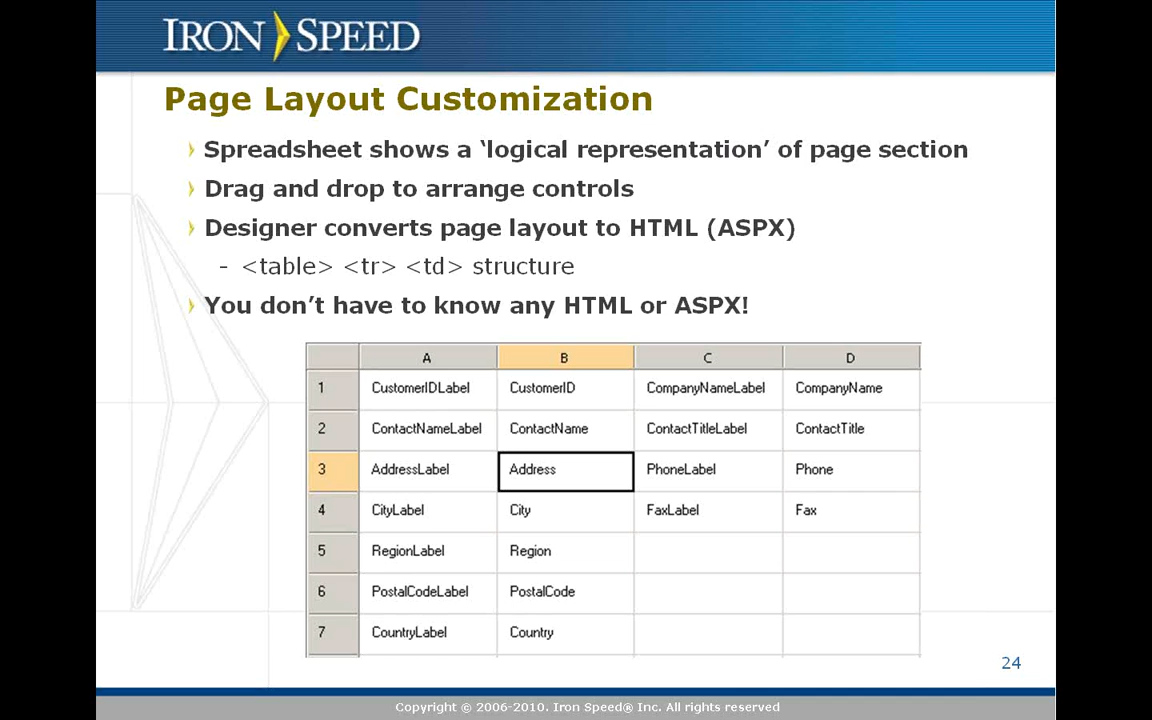 IRON SPEED
Page Layout Customization
Spreadsheet shows a ‘logical representation’ of page section
Drag and drop to arrange controls
Designer converts page layout to HTML (ASPX)
- <table> <tr> <td> structure
You don’t have to know any HTML or ASPX!
A B C D
1 CustomerIDLabel CustomerID CompanyNameLabel CompanyName
2 ContactNameLabel ContactName ContactTitleLabel ContactTitle
3 AddressLabel Address PhoneLabel Phone
4 CityLabel City FaxLabel Fax
5 RegionLabel Region
6 PostalCodeLabel PostalCode
7 CountryLabel Country
24
Copyright © 2006-2010. Iron Speed® Inc. All rights reserved